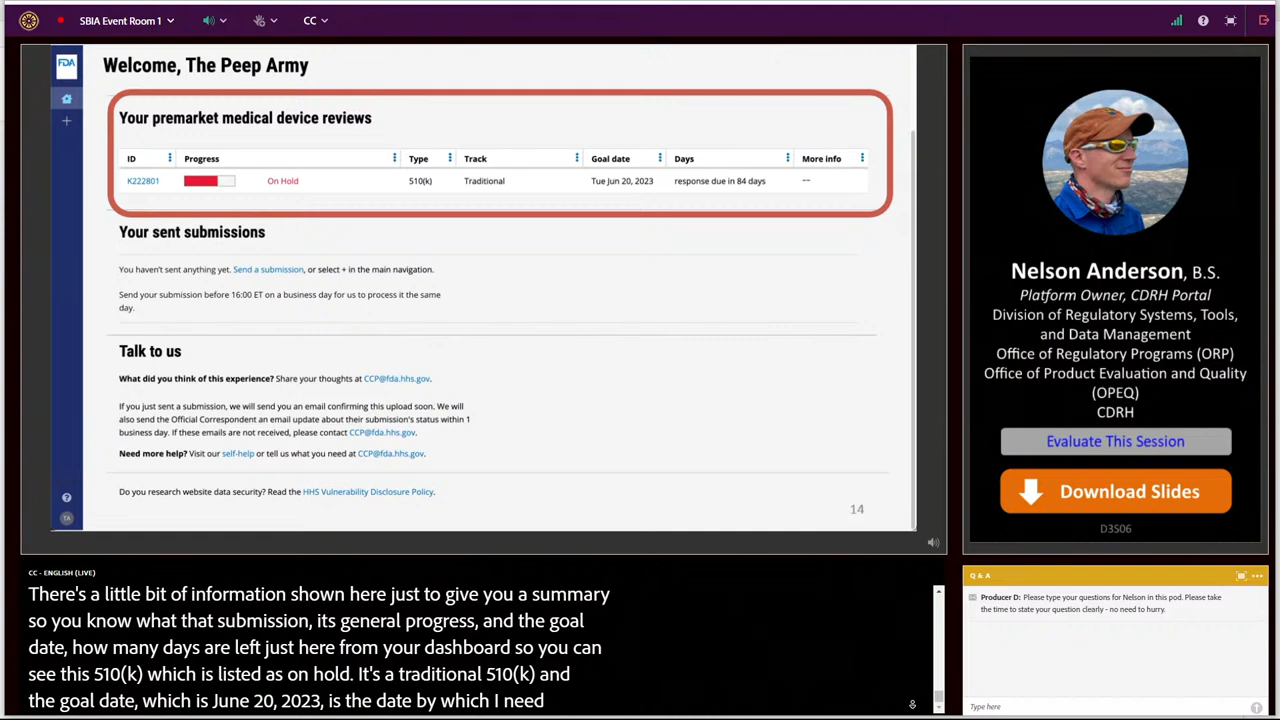 SBIA Event Room 1
CC
FDA
Welcome, The Peep Army
Your premarket medical device reviews
ID Progress Type Track Goal date Days More info
K222801 On Hold 510(k) Traditional Tue Jun 20, 2023 response due in 84 days --
Your sent submissions
You haven't sent anything yet. Send a submission, or select + in the main navigation.
Send your submission before 16:00 ET on a business day for us to process it the same
day.
Talk to us
What did you think of this experience? Share your thoughts at CCP@fda.hhs.gov.
If you just sent a submission, we will send you an email confirming this upload soon. We will
also send the Official Correspondent an email update about their submission's status within 1
business day. If these emails are not received, please contact CCP@fda.hhs.gov.
Need more help? Visit our self-help or tell us what you need at CCP@fda.hhs.gov.
Do you research website data security? Read the HHS Vulnerability Disclosure Policy.
TA
14
Nelson Anderson, B.S.
Platform Owner, CDRH Portal
Division of Regulatory Systems, Tools,
and Data Management
Office of Regulatory Programs (ORP)
Office of Product Evaluation and Quality
(OPEQ)
CDRH
Evaluate This Session
Download Slides
D3S06
CC - ENGLISH (LIVE)
There's a little bit of information shown here just to give you a summary
so you know what that submission, its general progress, and the goal
date, how many days are left just here from your dashboard so you can
see this 510(k) which is listed as on hold. It's a traditional 510(k) and
the goal date, which is June 20, 2023, is the date by which I need
Q & A
Producer D: Please type your questions for Nelson in this pod. Please take
the time to state your question clearly - no need to hurry.
Type here